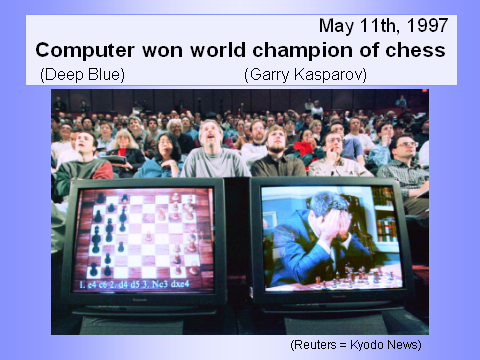 May 11th, 1997
Computer won world champion of chess
(Deep Blue) (Garry Kasparov)
1. e4 c6 2. d4 d5 3. Nc3 dxe4
(Reuters = Kyodo News)